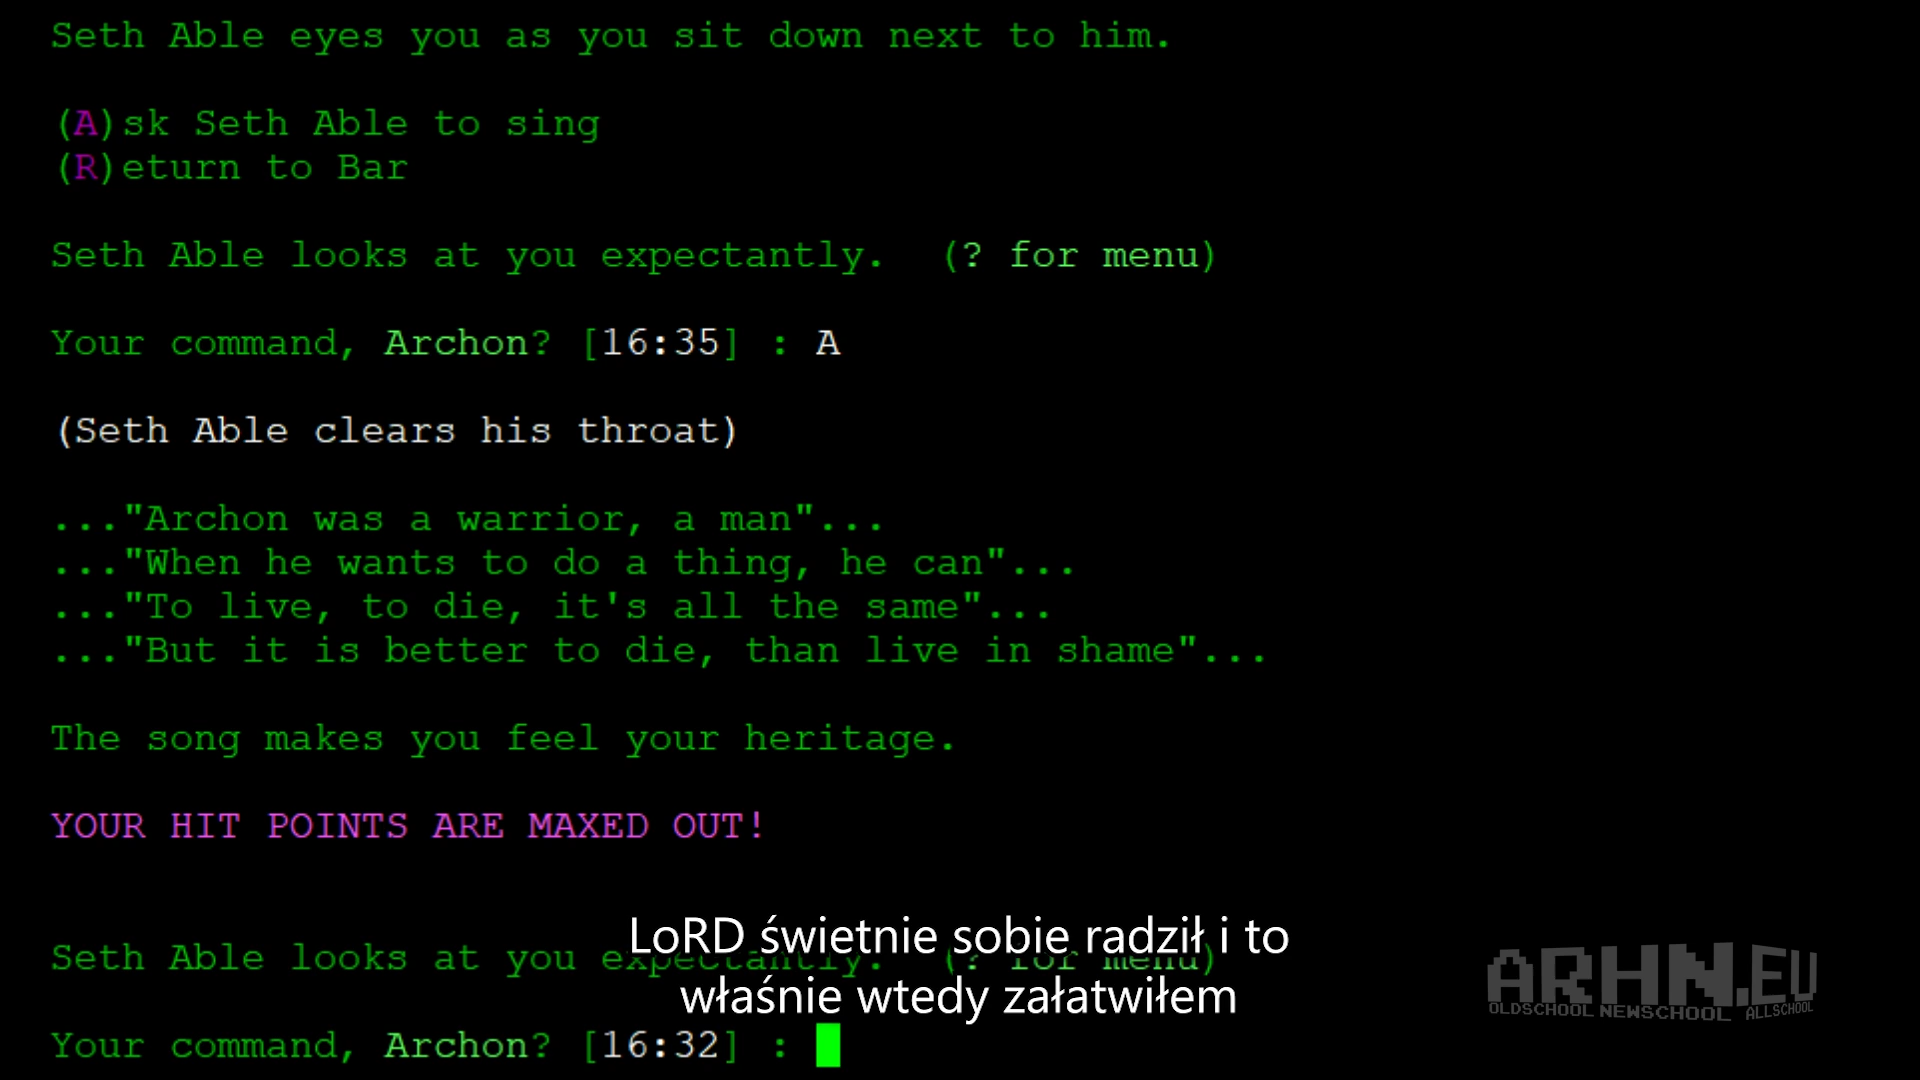 Seth Able eyes you as you sit down next to him.
(A)sk Seth Able to sing
(R)eturn to Bar
Seth Able looks at you expectantly.  (? for menu)
Your command, Archon? [16:35] : A
(Seth Able clears his throat)
..."Archon was a warrior, a man"...
..."When he wants to do a thing, he can"...
..."To live, to die, it's all the same"...
..."But it is better to die, than live in shame"...
The song makes you feel your heritage.
YOUR HIT POINTS ARE MAXED OUT!
LoRD świetnie sobie radził i to
Seth Able looks at you expectantly.  (? for menu)
właśnie wtedy załatwiłem
Your command, Archon? [16:32] :
ARHN.EU
OLDSCHOOL NEWSCHOOL ALLSCHOOL